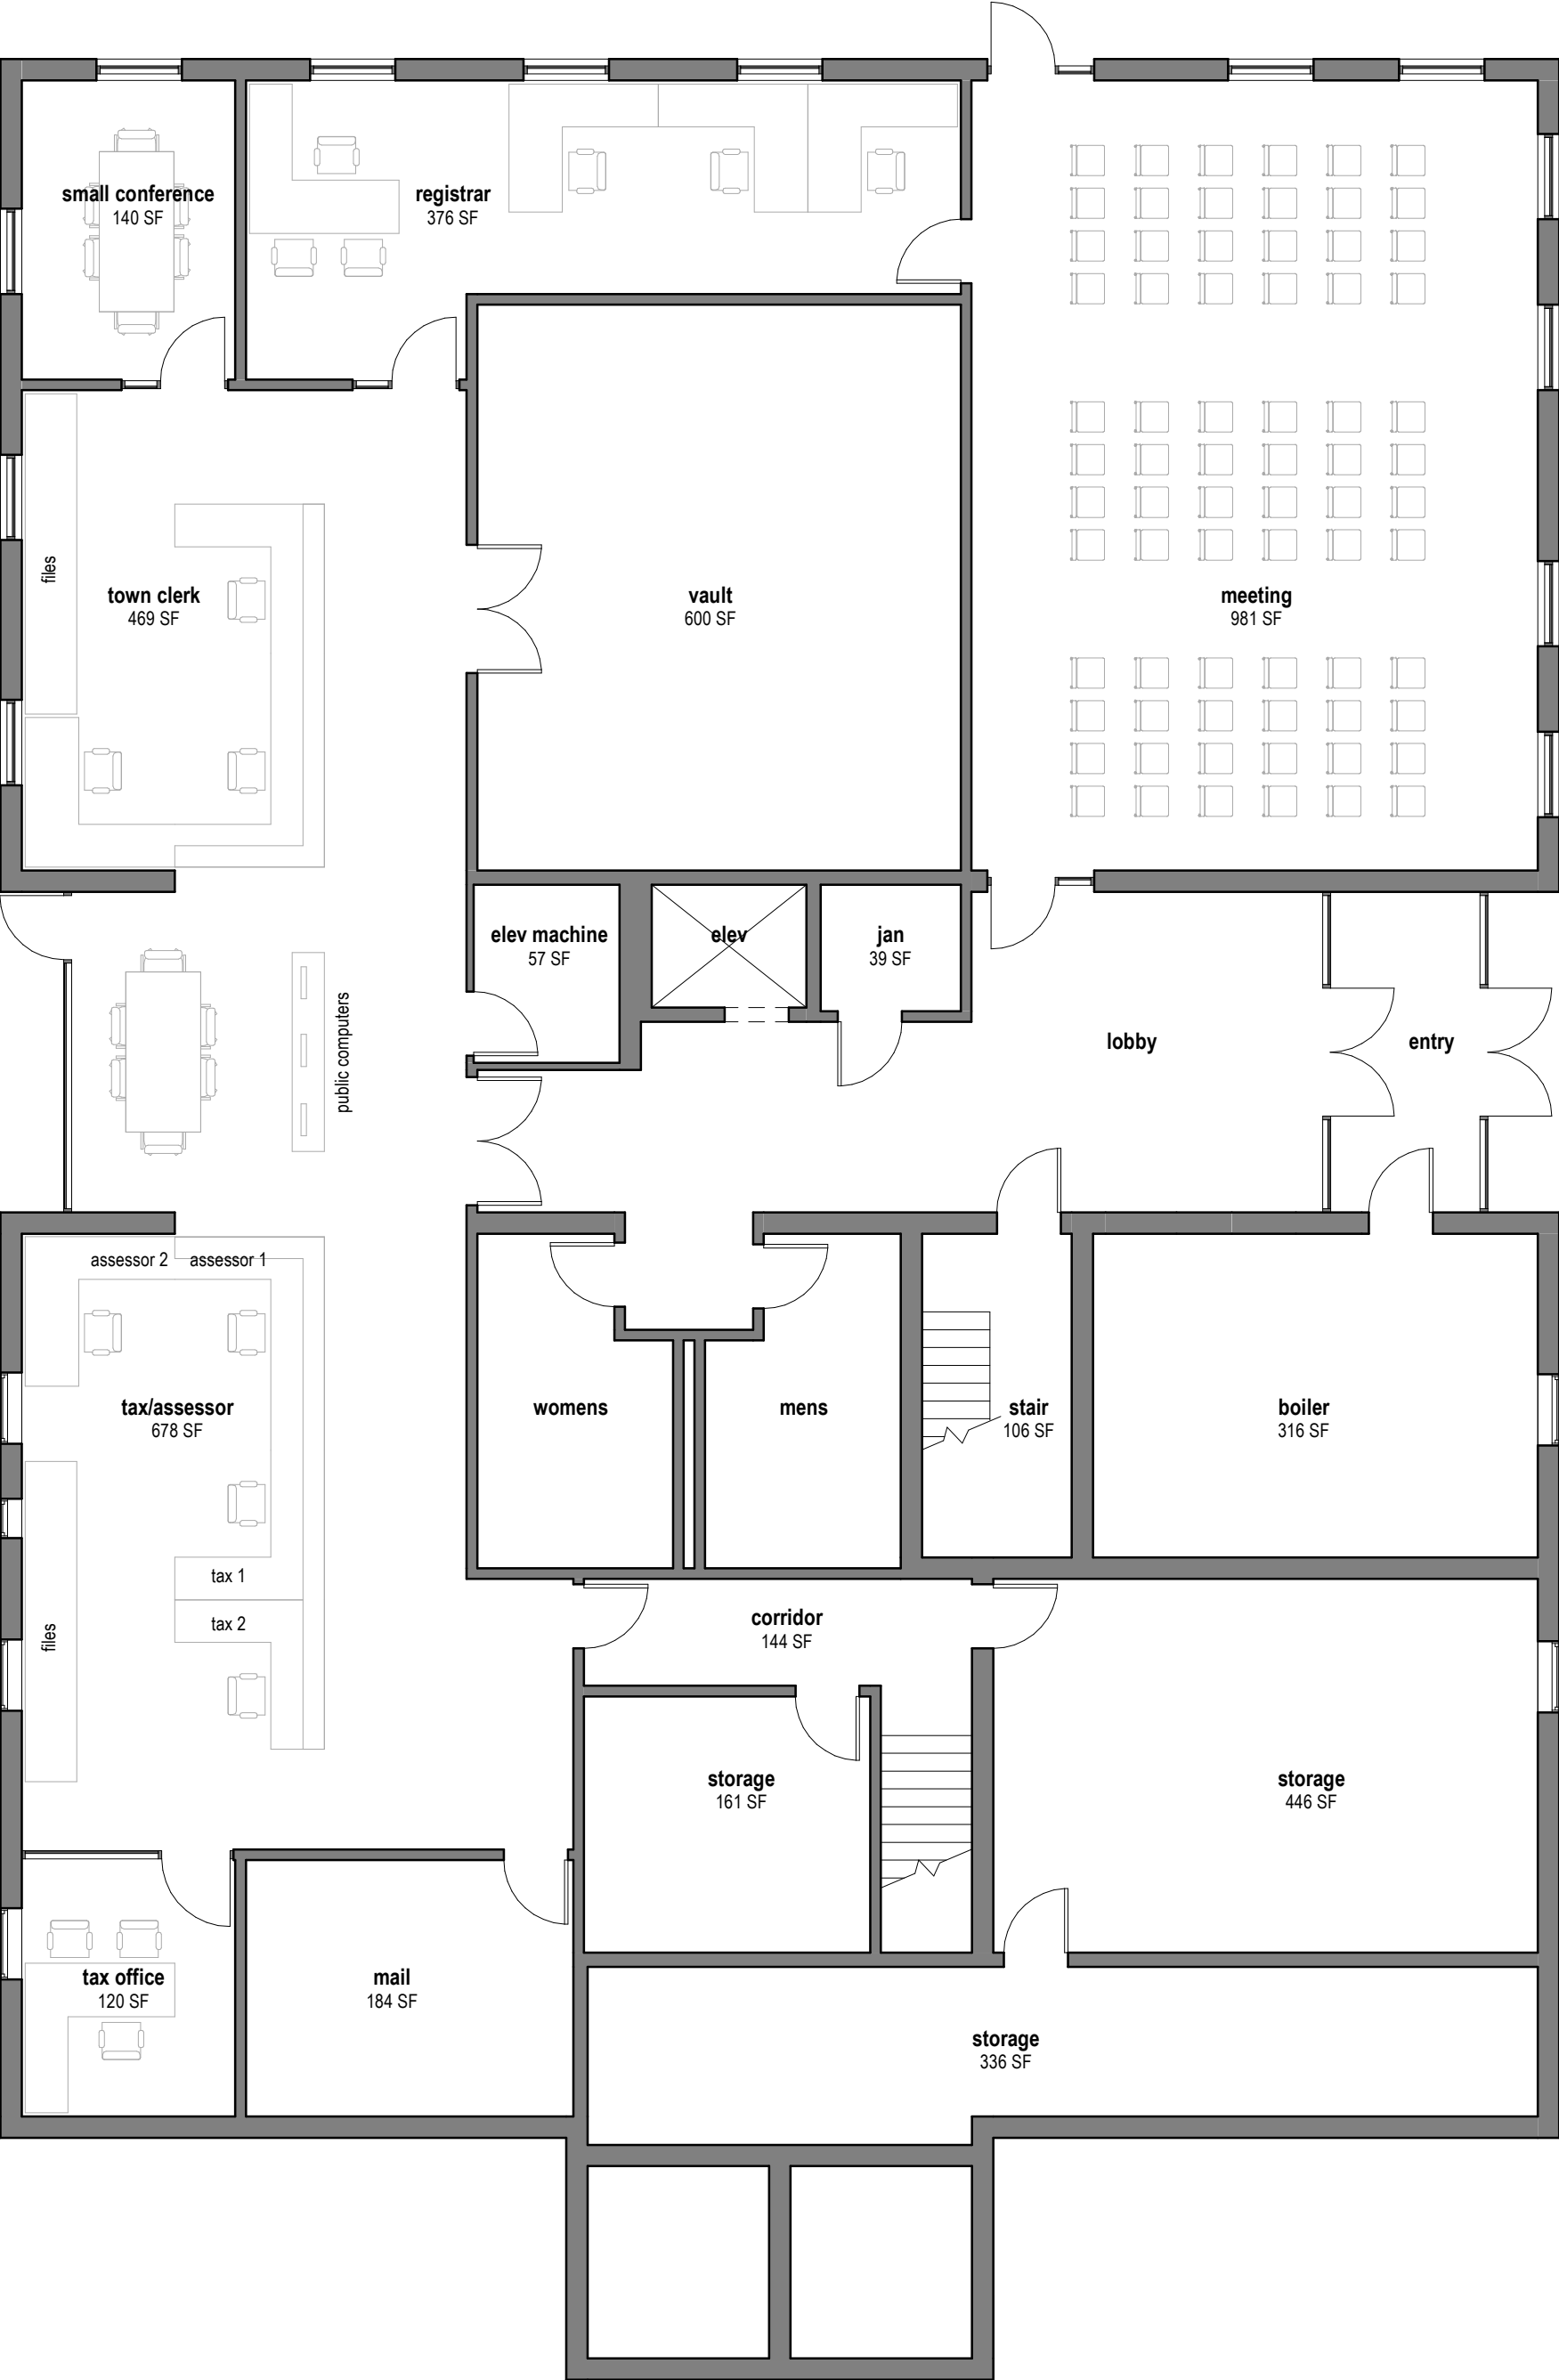 small conference
140 SF
registrar
376 SF
files
town clerk
469 SF
vault
600 SF
meeting
981 SF
elev machine
57 SF
elev
jan
39 SF
public computers
lobby
entry
assessor 2
assessor 1
tax/assessor
678 SF
womens
mens
stair
106 SF
boiler
316 SF
tax 1
tax 2
files
corridor
144 SF
storage
161 SF
storage
446 SF
tax office
120 SF
mail
184 SF
storage
336 SF